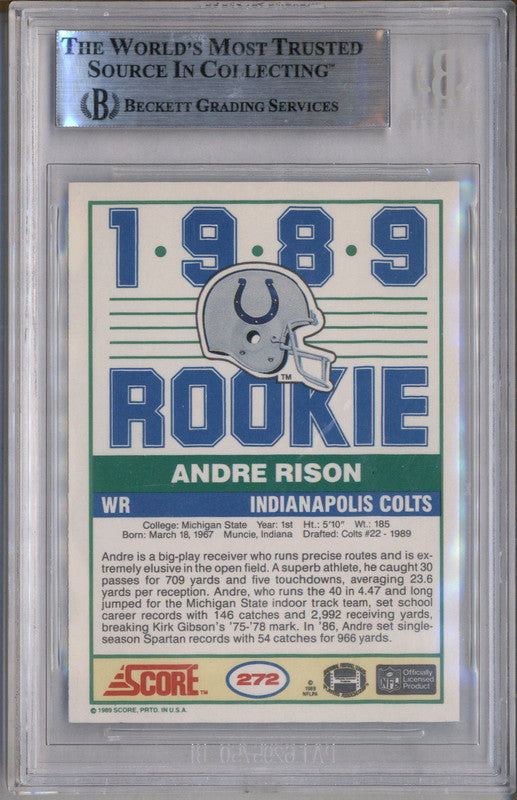 THE WORLD'S MOST TRUSTED
SOURCE IN COLLECTING™
B BECKETT GRADING SERVICES
1·9·8·9
TM
ROOKIE
ANDRE RISON
WR INDIANAPOLIS COLTS
College: Michigan State Year: 1st Ht.: 5'10" Wt.: 185
Born: March 18, 1967 Muncie, Indiana Drafted: Colts #22 - 1989
Andre is a big-play receiver who runs precise routes and is ex-
tremely elusive in the open field. A superb athlete, he caught 30
passes for 709 yards and five touchdowns, averaging 23.6
yards per reception. Andre, who runs the 40 in 4.47 and long
jumped for the Michigan State indoor track team, set school
career records with 146 catches and 2,992 receiving yards,
breaking Kirk Gibson's '75-'78 mark. In '86, Andre set single-
season Spartan records with 54 catches for 966 yards.
SCORE™ 272 © 1989 NFLPA NFL Officially Licensed Product
© 1989 SCORE, PRTD. IN U.S.A.